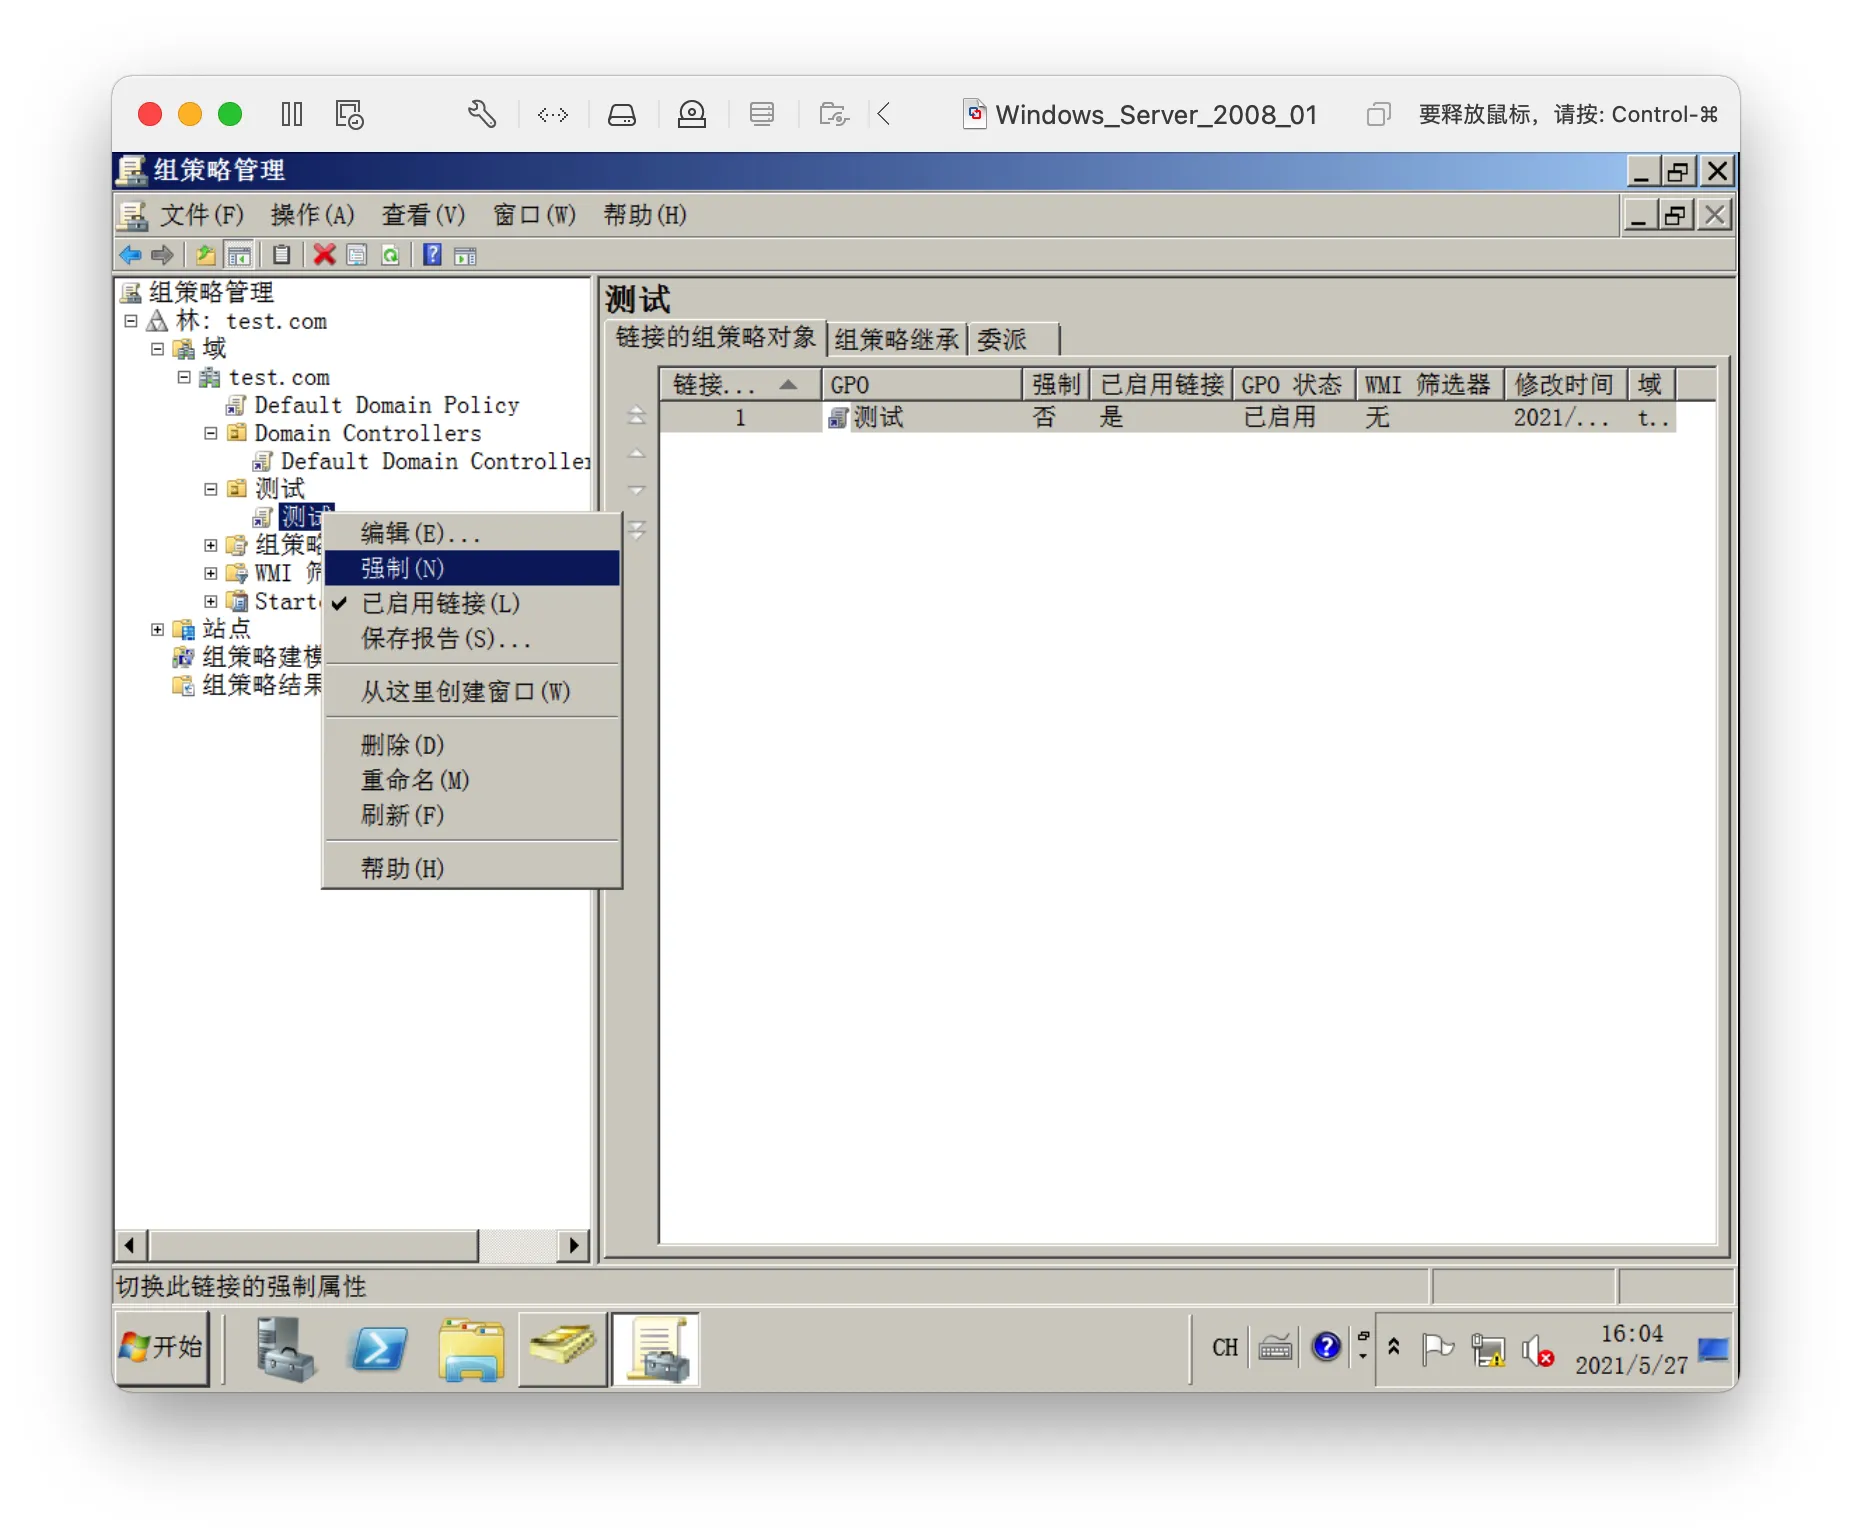 Windows_Server_2008_01
要释放鼠标，请按: Control-⌘
组策略管理
文件(F) 操作(A) 查看(V) 窗口(W) 帮助(H)
组策略管理
林: test.com
域
test.com
Default Domain Policy
Domain Controllers
Default Domain Controller
测试
测试
组策略
WMI 筛
Start
站点
组策略建模
组策略结果
编辑(E)...
强制(N)
已启用链接(L)
保存报告(S)...
从这里创建窗口(W)
删除(D)
重命名(M)
刷新(F)
帮助(H)
测试
链接的组策略对象 组策略继承 委派
链接... GPO 强制 已启用链接 GPO 状态 WMI 筛选器 修改时间 域
1 测试 否 是 已启用 无 2021/... t..
切换此链接的强制属性
开始
CH
16:04
2021/5/27